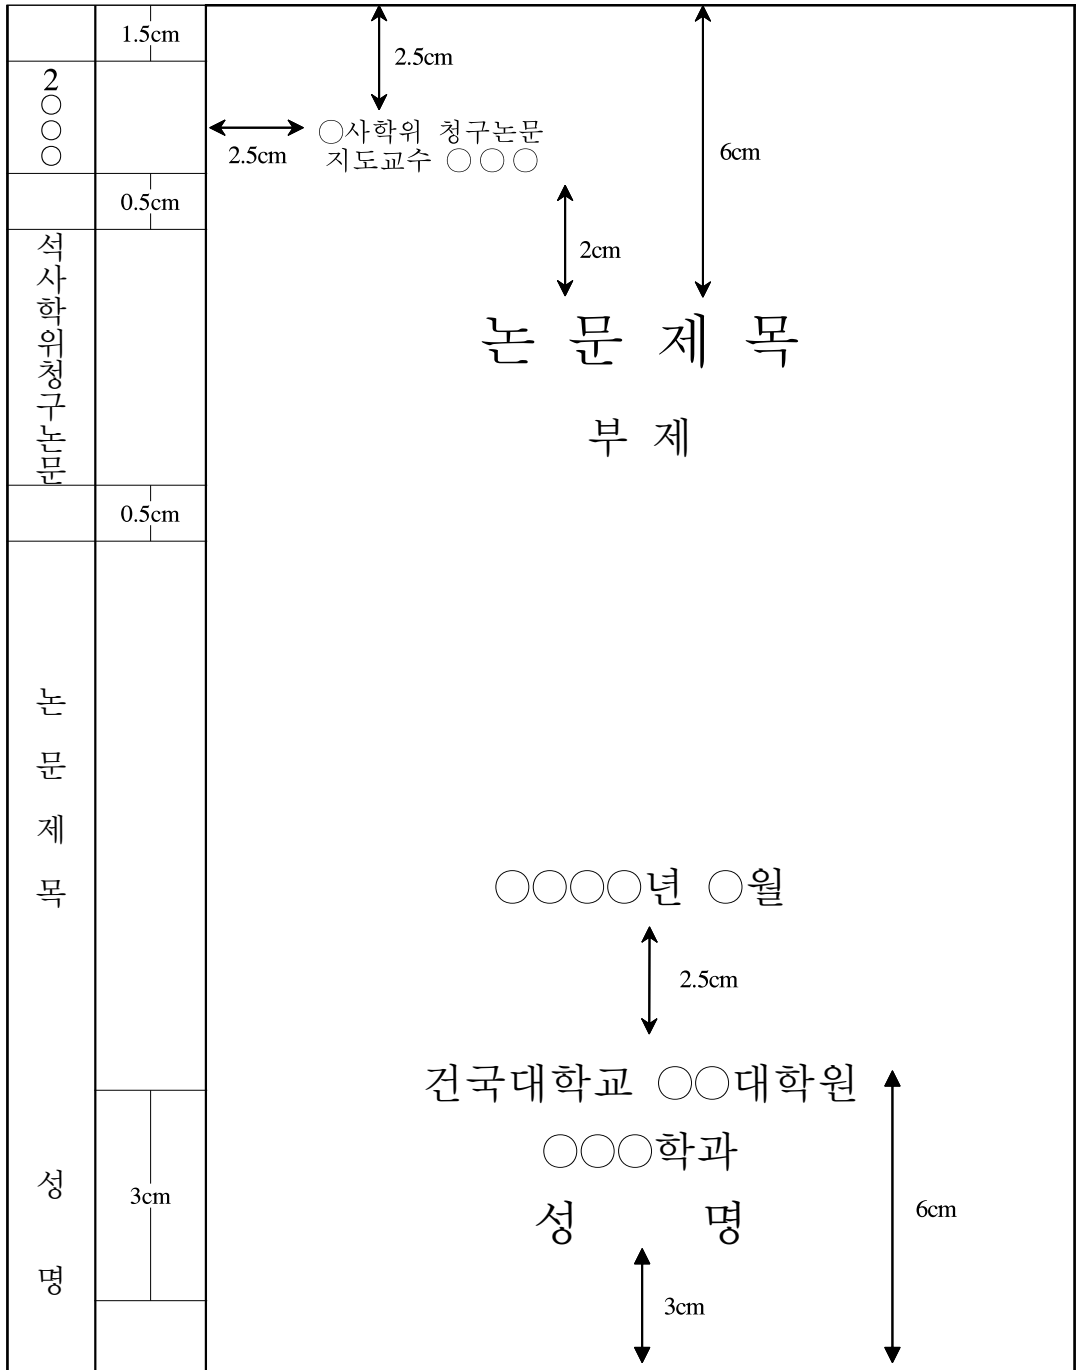 1.5cm
2○○○
0.5cm
석사학위청구논문
0.5cm
논문제목
성명
3cm
2.5cm
6cm
2.5cm
○사학위 청구논문
지도교수 ○○○
2cm
논 문 제 목
부 제
○○○○년 ○월
2.5cm
건국대학교 ○○대학원
○○○학과
성 명
6cm
3cm